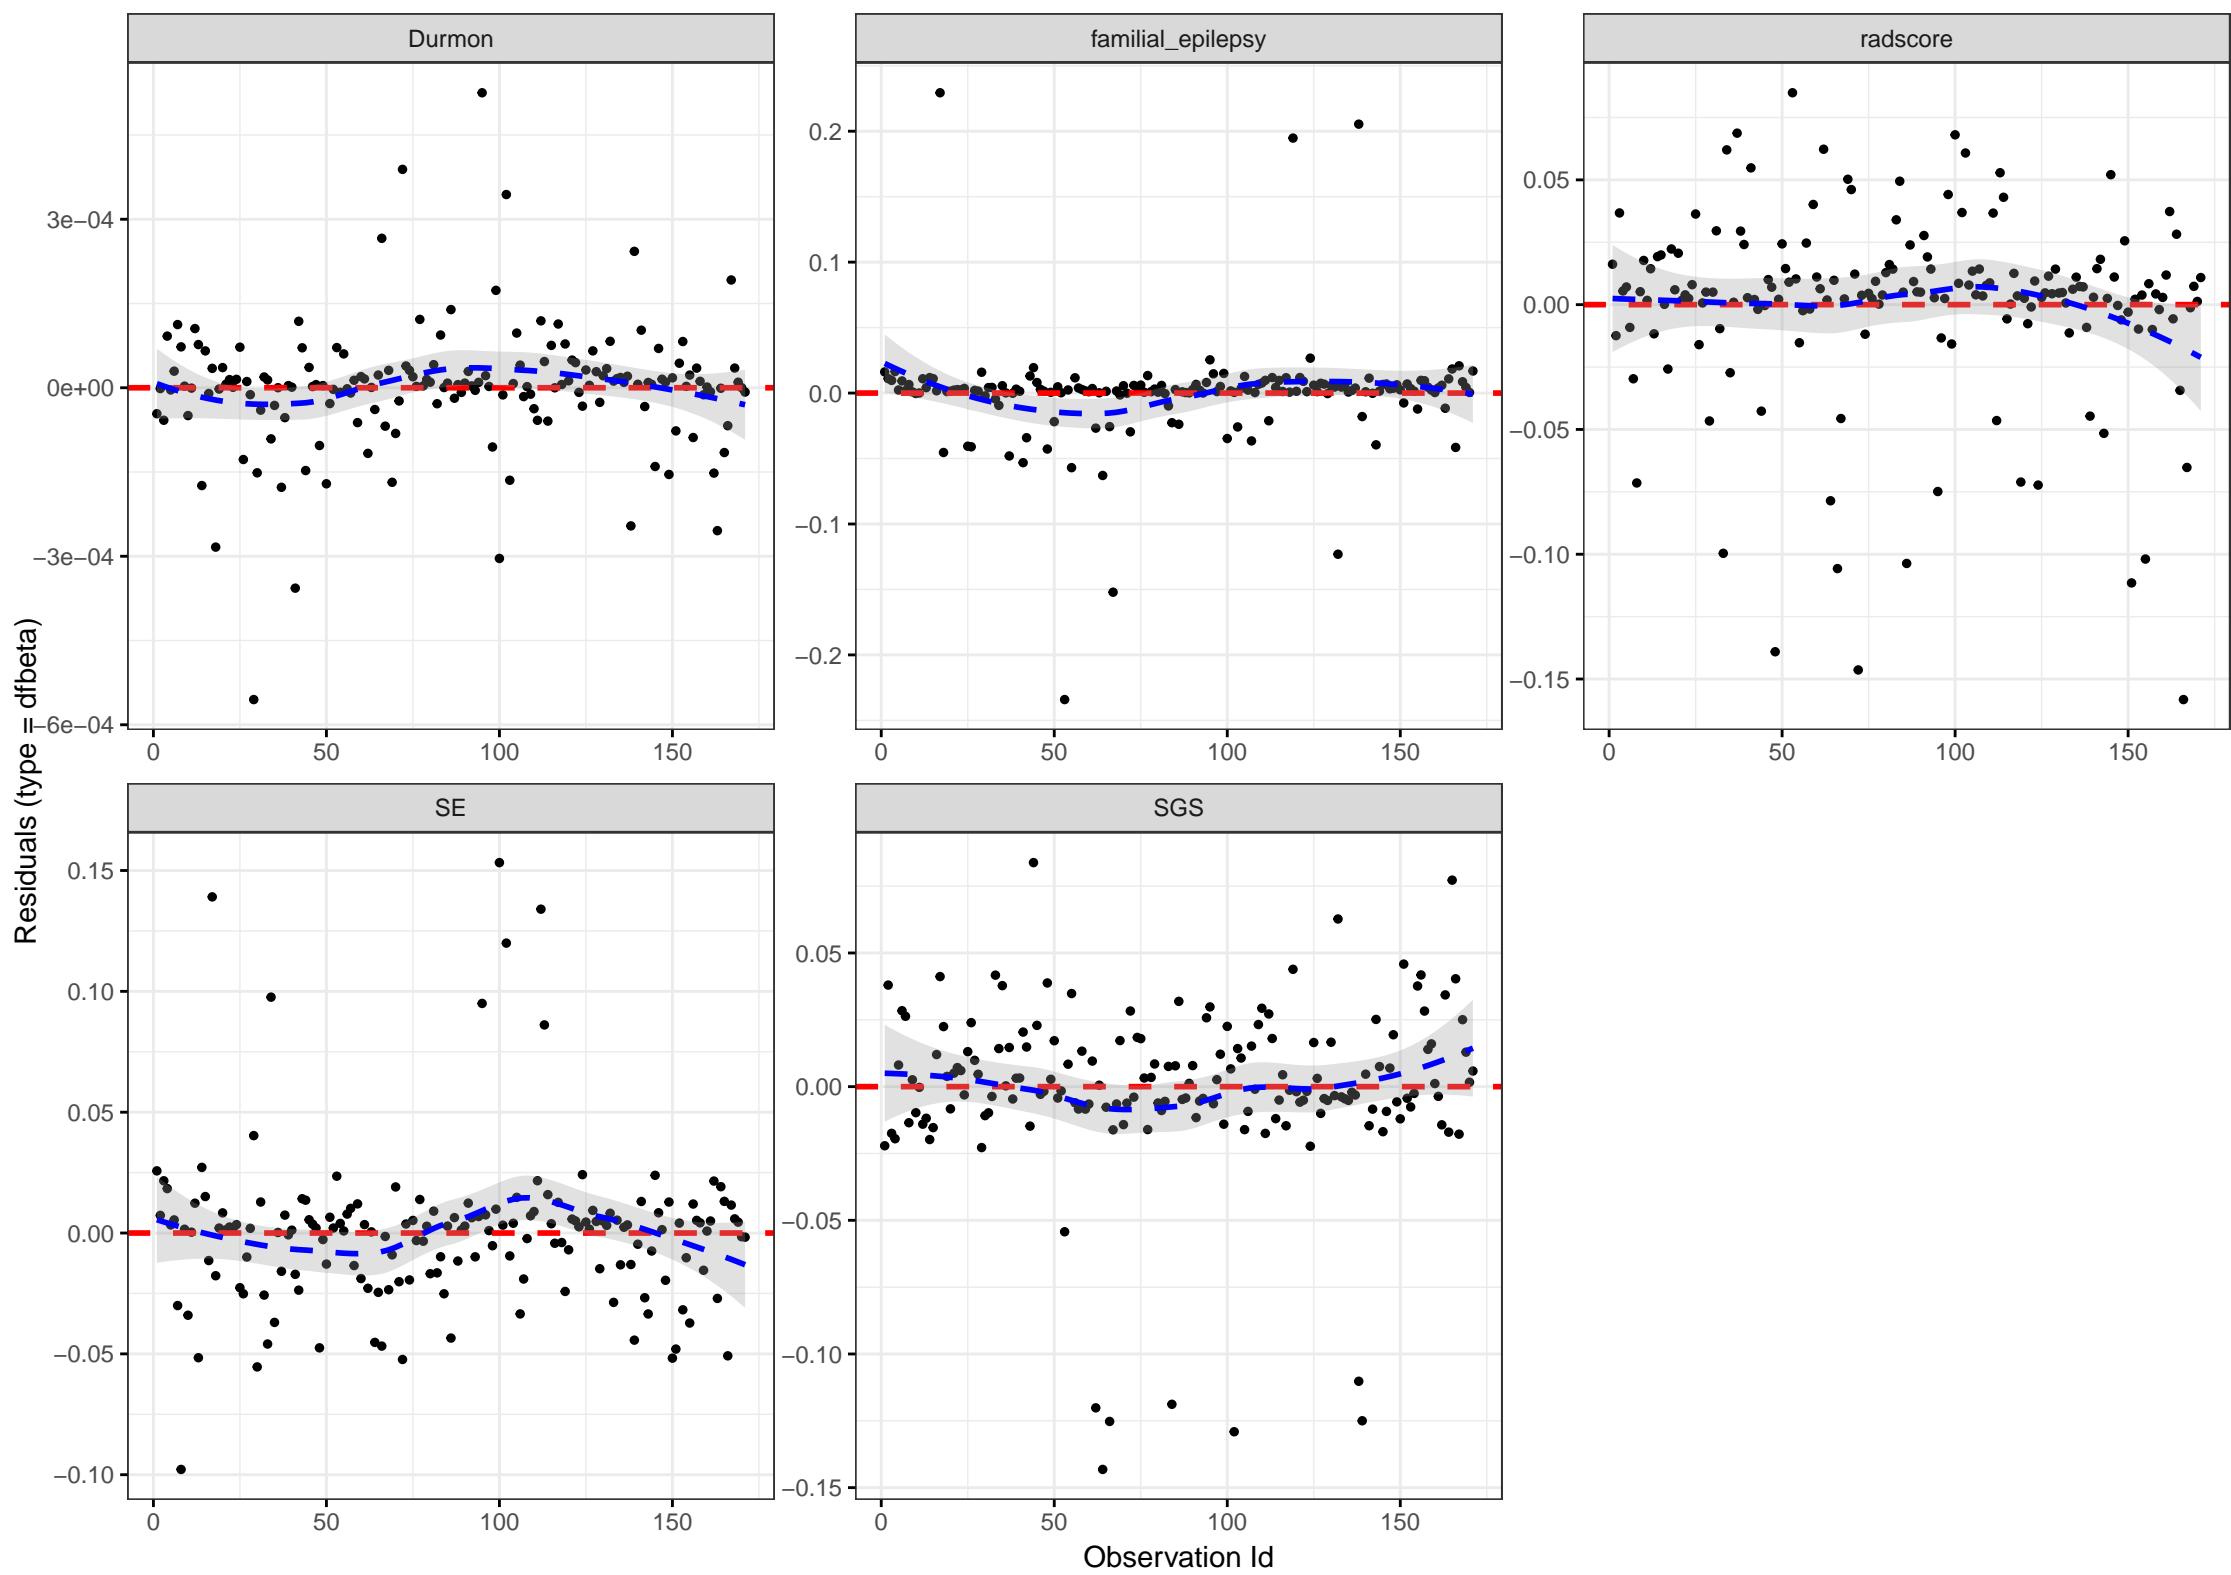 Durmon familial_epilepsy radscore
3e−04
0e+00
−3e−04
−6e−04
0 50 100 150
0.2
0.1
0.0
−0.1
−0.2
0 50 100 150
0.05
0.00
−0.05
−0.10
−0.15
0 50 100 150
Residuals (type = dfbeta)
SE SGS
0.15
0.10
0.05
0.00
−0.05
−0.10
0 50 100 150
0.05
0.00
−0.05
−0.10
−0.15
0 50 100 150
Observation Id